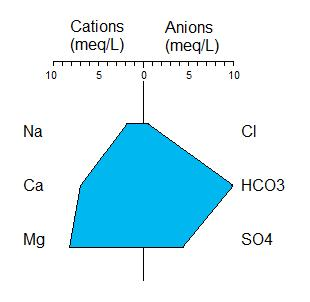 Cations Anions
(meq/L) (meq/L)
10 5 0 5 10
Na Cl
Ca HCO3
Mg SO4